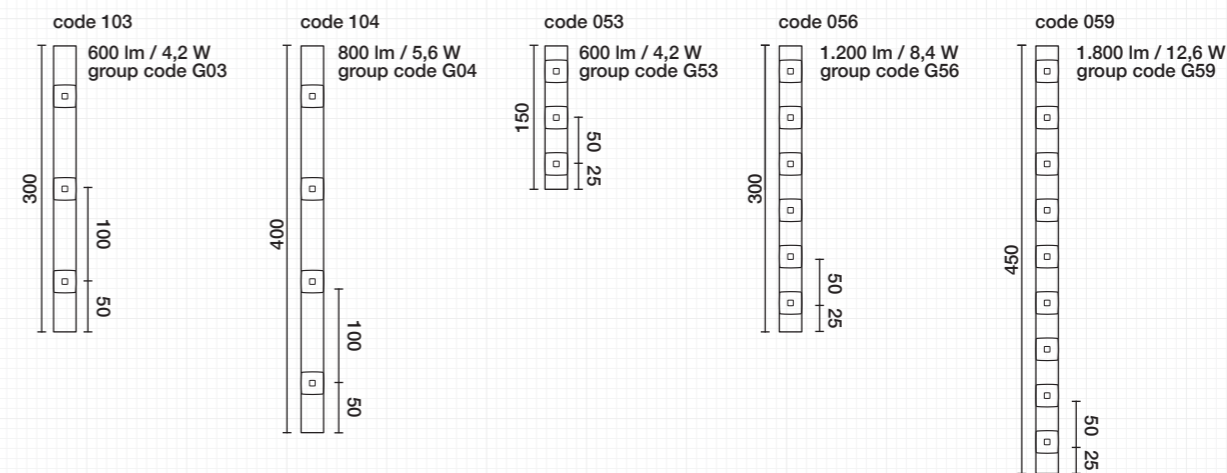 code 103
600 lm / 4,2 W
group code G03
300
100
50
code 104
800 lm / 5,6 W
group code G04
400
100
50
code 053
600 lm / 4,2 W
group code G53
150
50
25
code 056
1.200 lm / 8,4 W
group code G56
300
50
25
code 059
1.800 lm / 12,6 W
group code G59
450
50
25